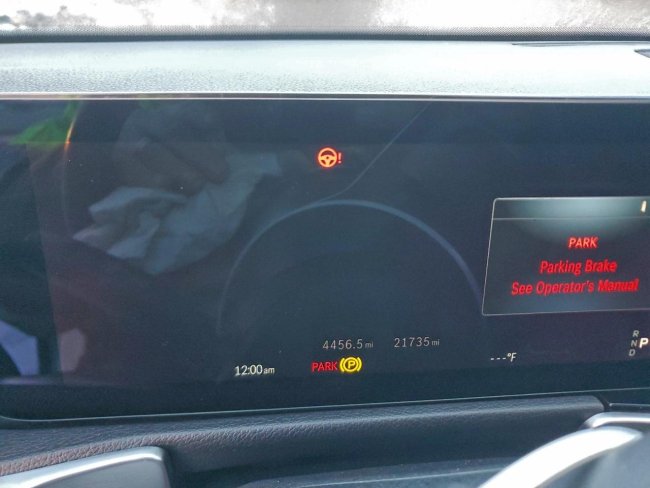 !
PARK
Parking Brake
See Operator's Manual
4456.5 mi 21735 mi
R
N
D P
12:00 am PARK (P) ---°F